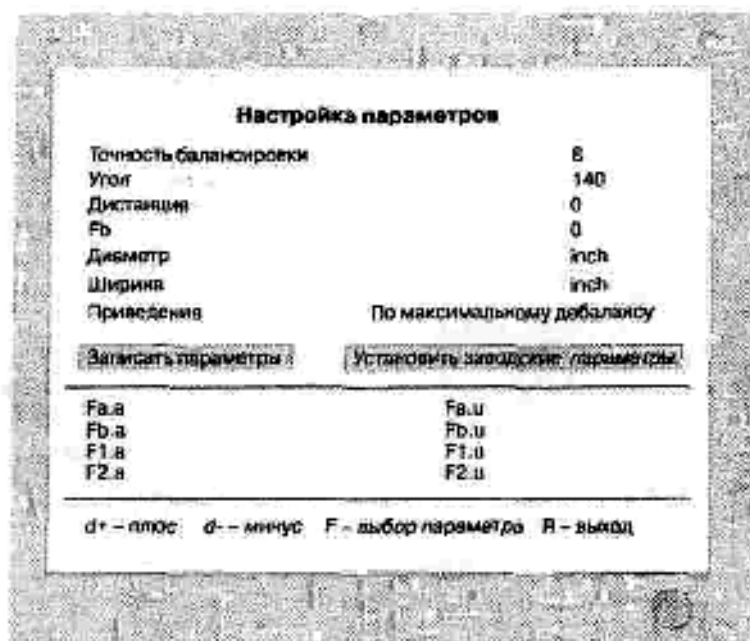 Настройка параметров
Точность балансировки 8
Угол 140
Дистанция 0
Fb 0
Диаметр inch
Ширина inch
Приведения По максимальному дебалансу
Записать параметры Установить заводские параметры
Fa.a Fa.u
Fb.a Fb.u
F1.a F1.u
F2.a F2.u
d+ – плюс d- – минус F – выбор параметра R – выход